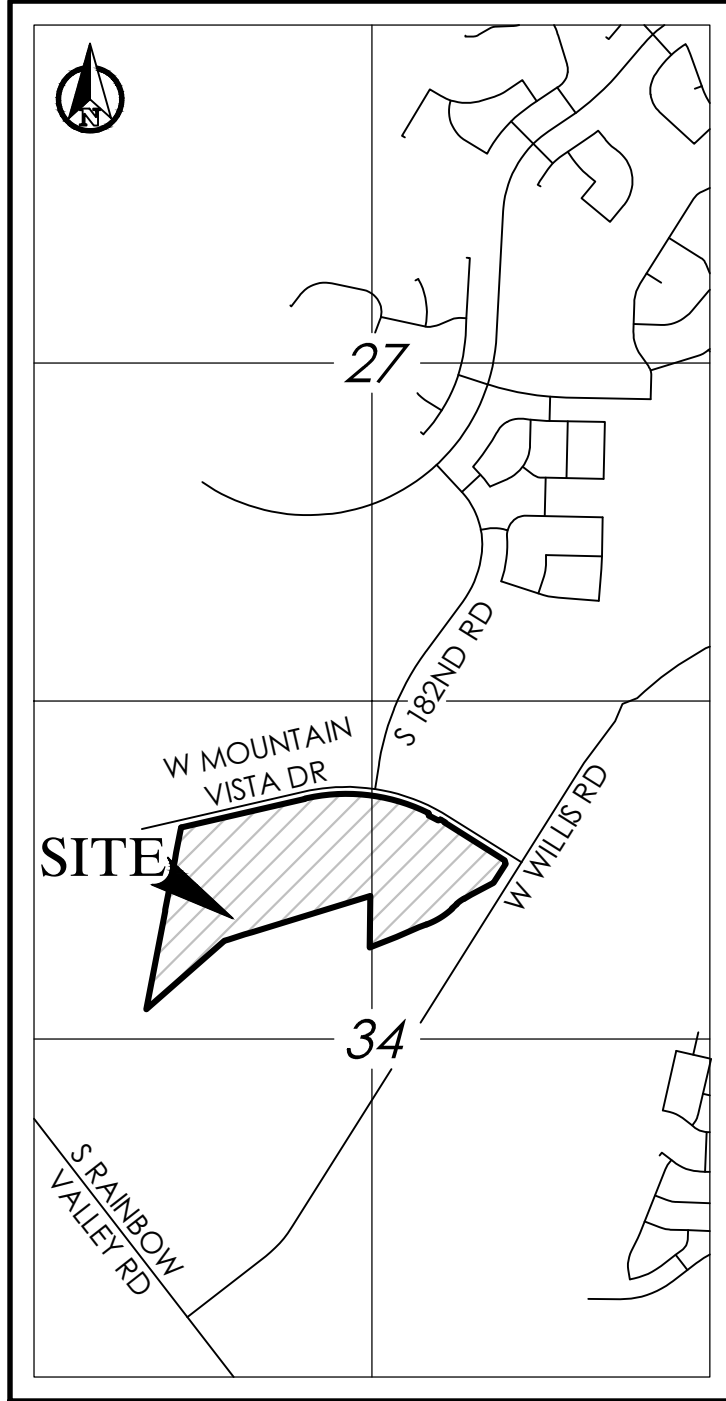 N
27
S 182ND RD
W MOUNTAIN
VISTA DR
W WILLIS RD
SITE
34
S RAINBOW
VALLEY RD